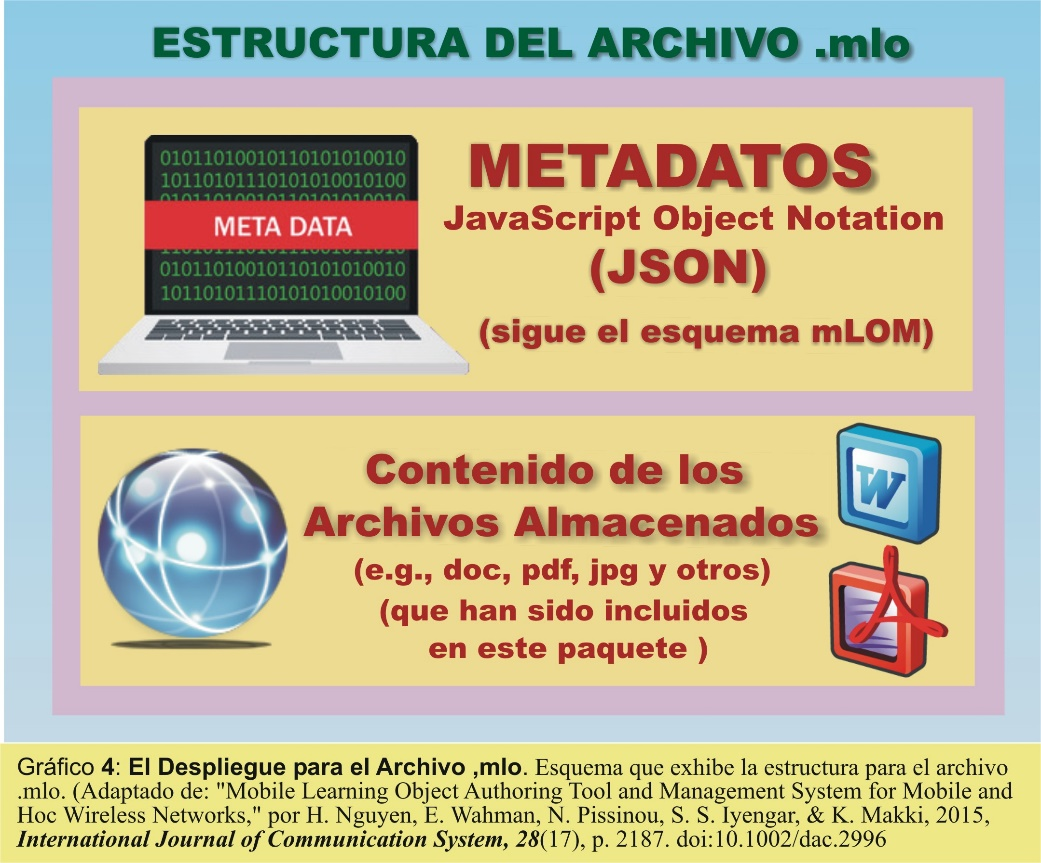 ESTRUCTURA DEL ARCHIVO .mlo
01011010010110101010010
10110101110101010010100
META DATA
010110100101101010010
10110101110101010010100
METADATOS
JavaScript Object Notation
(JSON)
(sigue el esquema mLOM)
Contenido de los
Archivos Almacenados
(e.g., doc, pdf, jpg y otros)
(que han sido incluidos
en este paquete )
W
Gráfico 4: El Despliegue para el Archivo ,mlo. Esquema que exhibe la estructura para el archivo
.mlo. (Adaptado de: "Mobile Learning Object Authoring Tool and Management System for Mobile and
Hoc Wireless Networks," por H. Nguyen, E. Wahman, N. Pissinou, S. S. Iyengar, & K. Makki, 2015,
International Journal of Communication System, 28(17), p. 2187. doi:10.1002/dac.2996